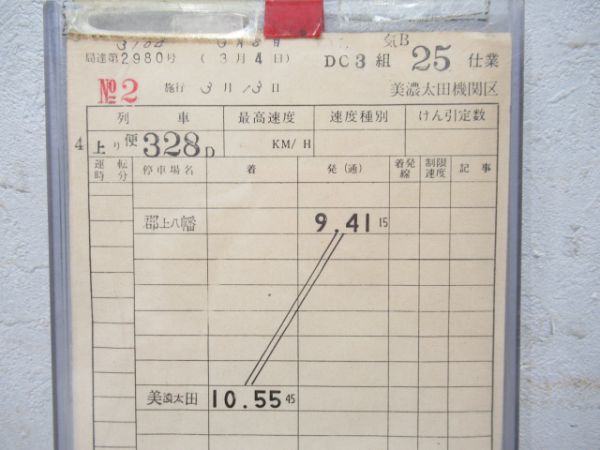 気B
局達第2980号 (3月4日) DC3組 25 仕業
№2 施行 3月13日 美濃太田機関区
列車 最高速度 速度種別 けん引定数
4 上り 便 328D KM/H
運転時分 停車場名 着 発(通) 着発線 制限速度 記事
郡上八幡 9.41 15
美濃太田 10.55 45